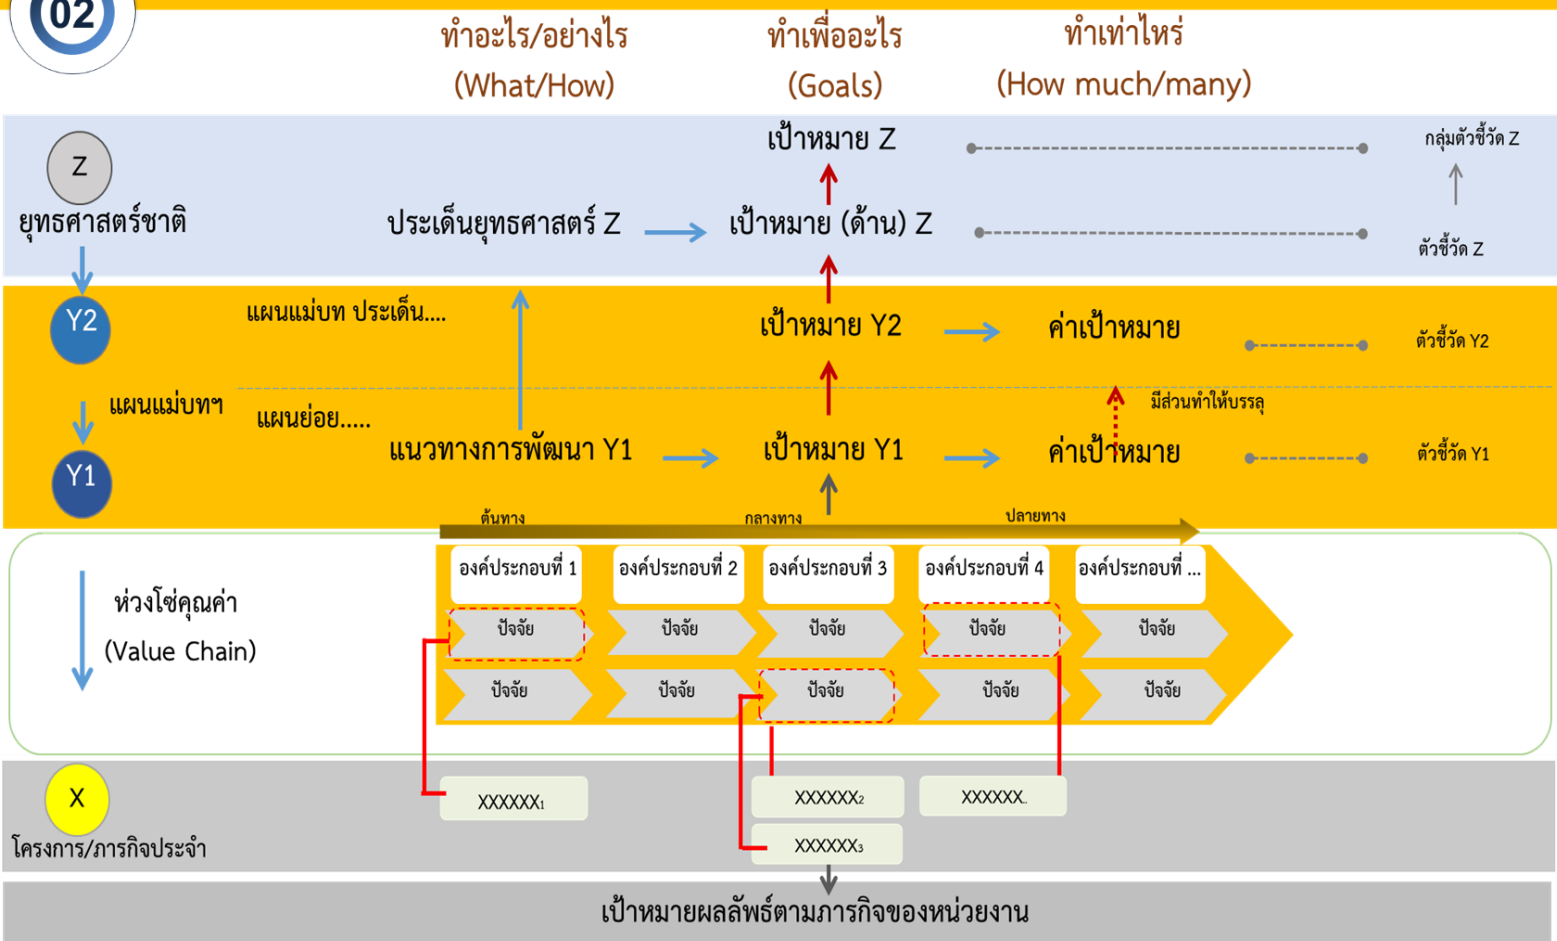 02
ทำอะไร/อย่างไร
(What/How)
ทำเพื่ออะไร
(Goals)
ทำเท่าไหร่
(How much/many)
Z
ยุทธศาสตร์ชาติ
เป้าหมาย Z
กลุ่มตัวชี้วัด Z
ประเด็นยุทธศาสตร์ Z
เป้าหมาย (ด้าน) Z
ตัวชี้วัด Z
Y2
แผนแม่บท ประเด็น....
เป้าหมาย Y2
ค่าเป้าหมาย
ตัวชี้วัด Y2
แผนแม่บทฯ
มีส่วนทำให้บรรลุ
Y1
แผนย่อย.....
แนวทางการพัฒนา Y1
เป้าหมาย Y1
ค่าเป้าหมาย
ตัวชี้วัด Y1
ต้นทาง
กลางทาง
ปลายทาง
ห่วงโซ่คุณค่า
(Value Chain)
องค์ประกอบที่ 1
องค์ประกอบที่ 2
องค์ประกอบที่ 3
องค์ประกอบที่ 4
องค์ประกอบที่ ...
ปัจจัย
ปัจจัย
ปัจจัย
ปัจจัย
ปัจจัย
ปัจจัย
ปัจจัย
ปัจจัย
ปัจจัย
ปัจจัย
X
โครงการ/ภารกิจประจำ
XXXXXX1
XXXXXX2
XXXXXX..
XXXXXX3
เป้าหมายผลลัพธ์ตามภารกิจของหน่วยงาน